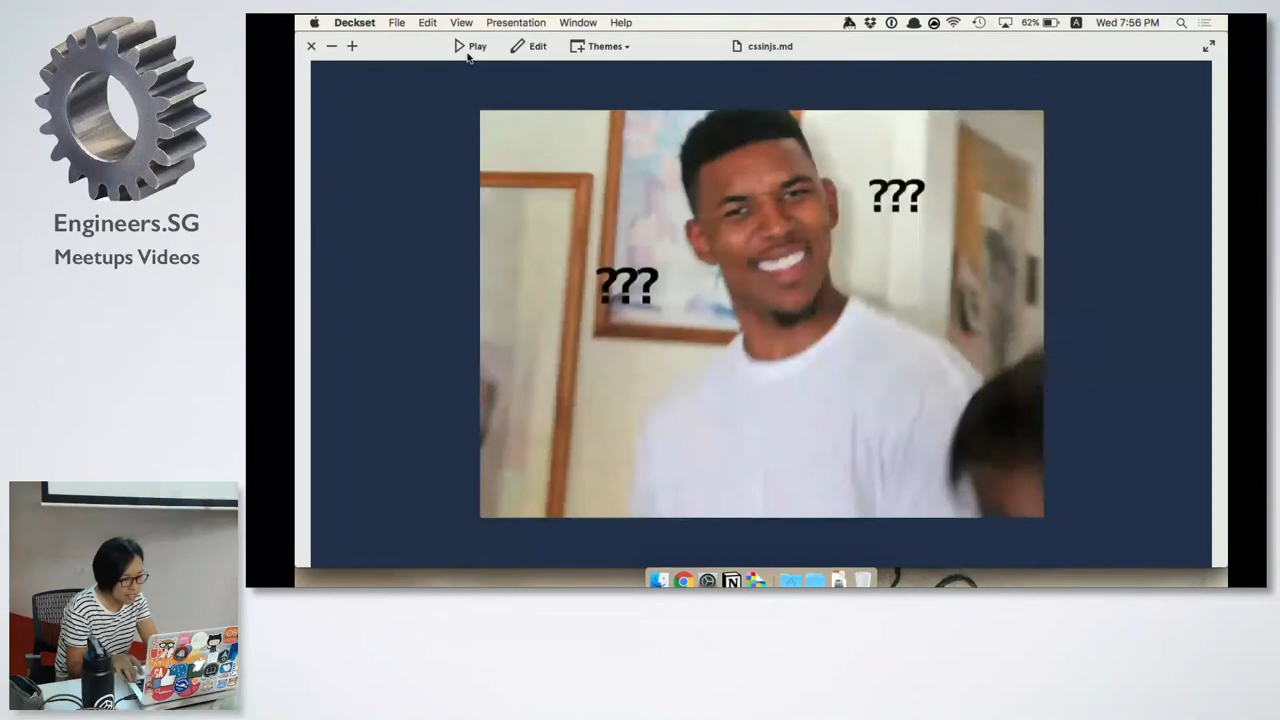 Engineers.SG
Meetups Videos
Deckset File Edit View Presentation Window Help
62% A Wed 7:56 PM
Play Edit Themes cssinjs.md
???
???